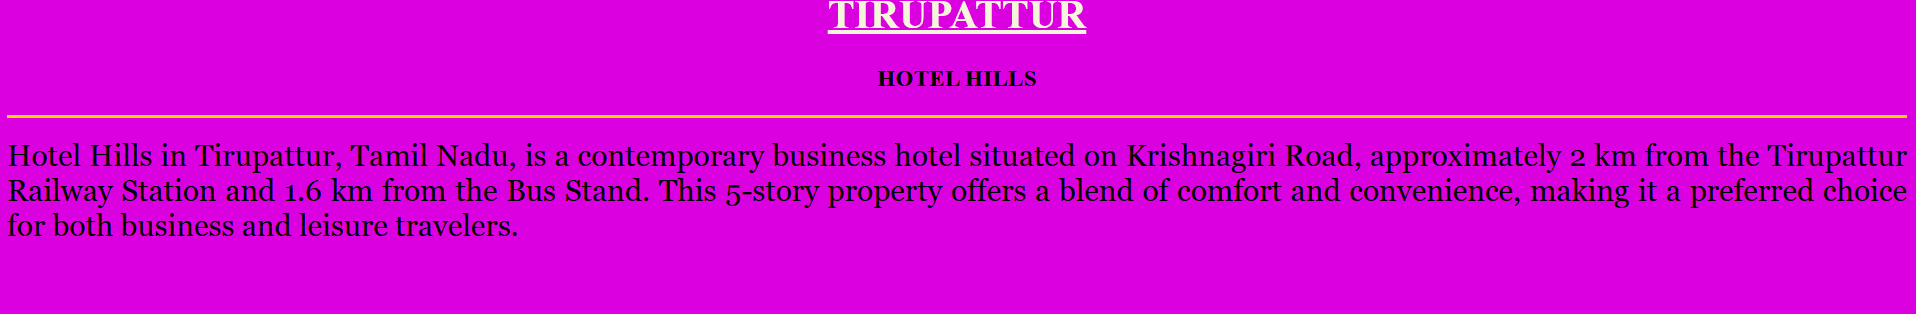 TIRUPATTUR
HOTEL HILLS
Hotel Hills in Tirupattur, Tamil Nadu, is a contemporary business hotel situated on Krishnagiri Road, approximately 2 km from the Tirupattur
Railway Station and 1.6 km from the Bus Stand. This 5-story property offers a blend of comfort and convenience, making it a preferred choice
for both business and leisure travelers.